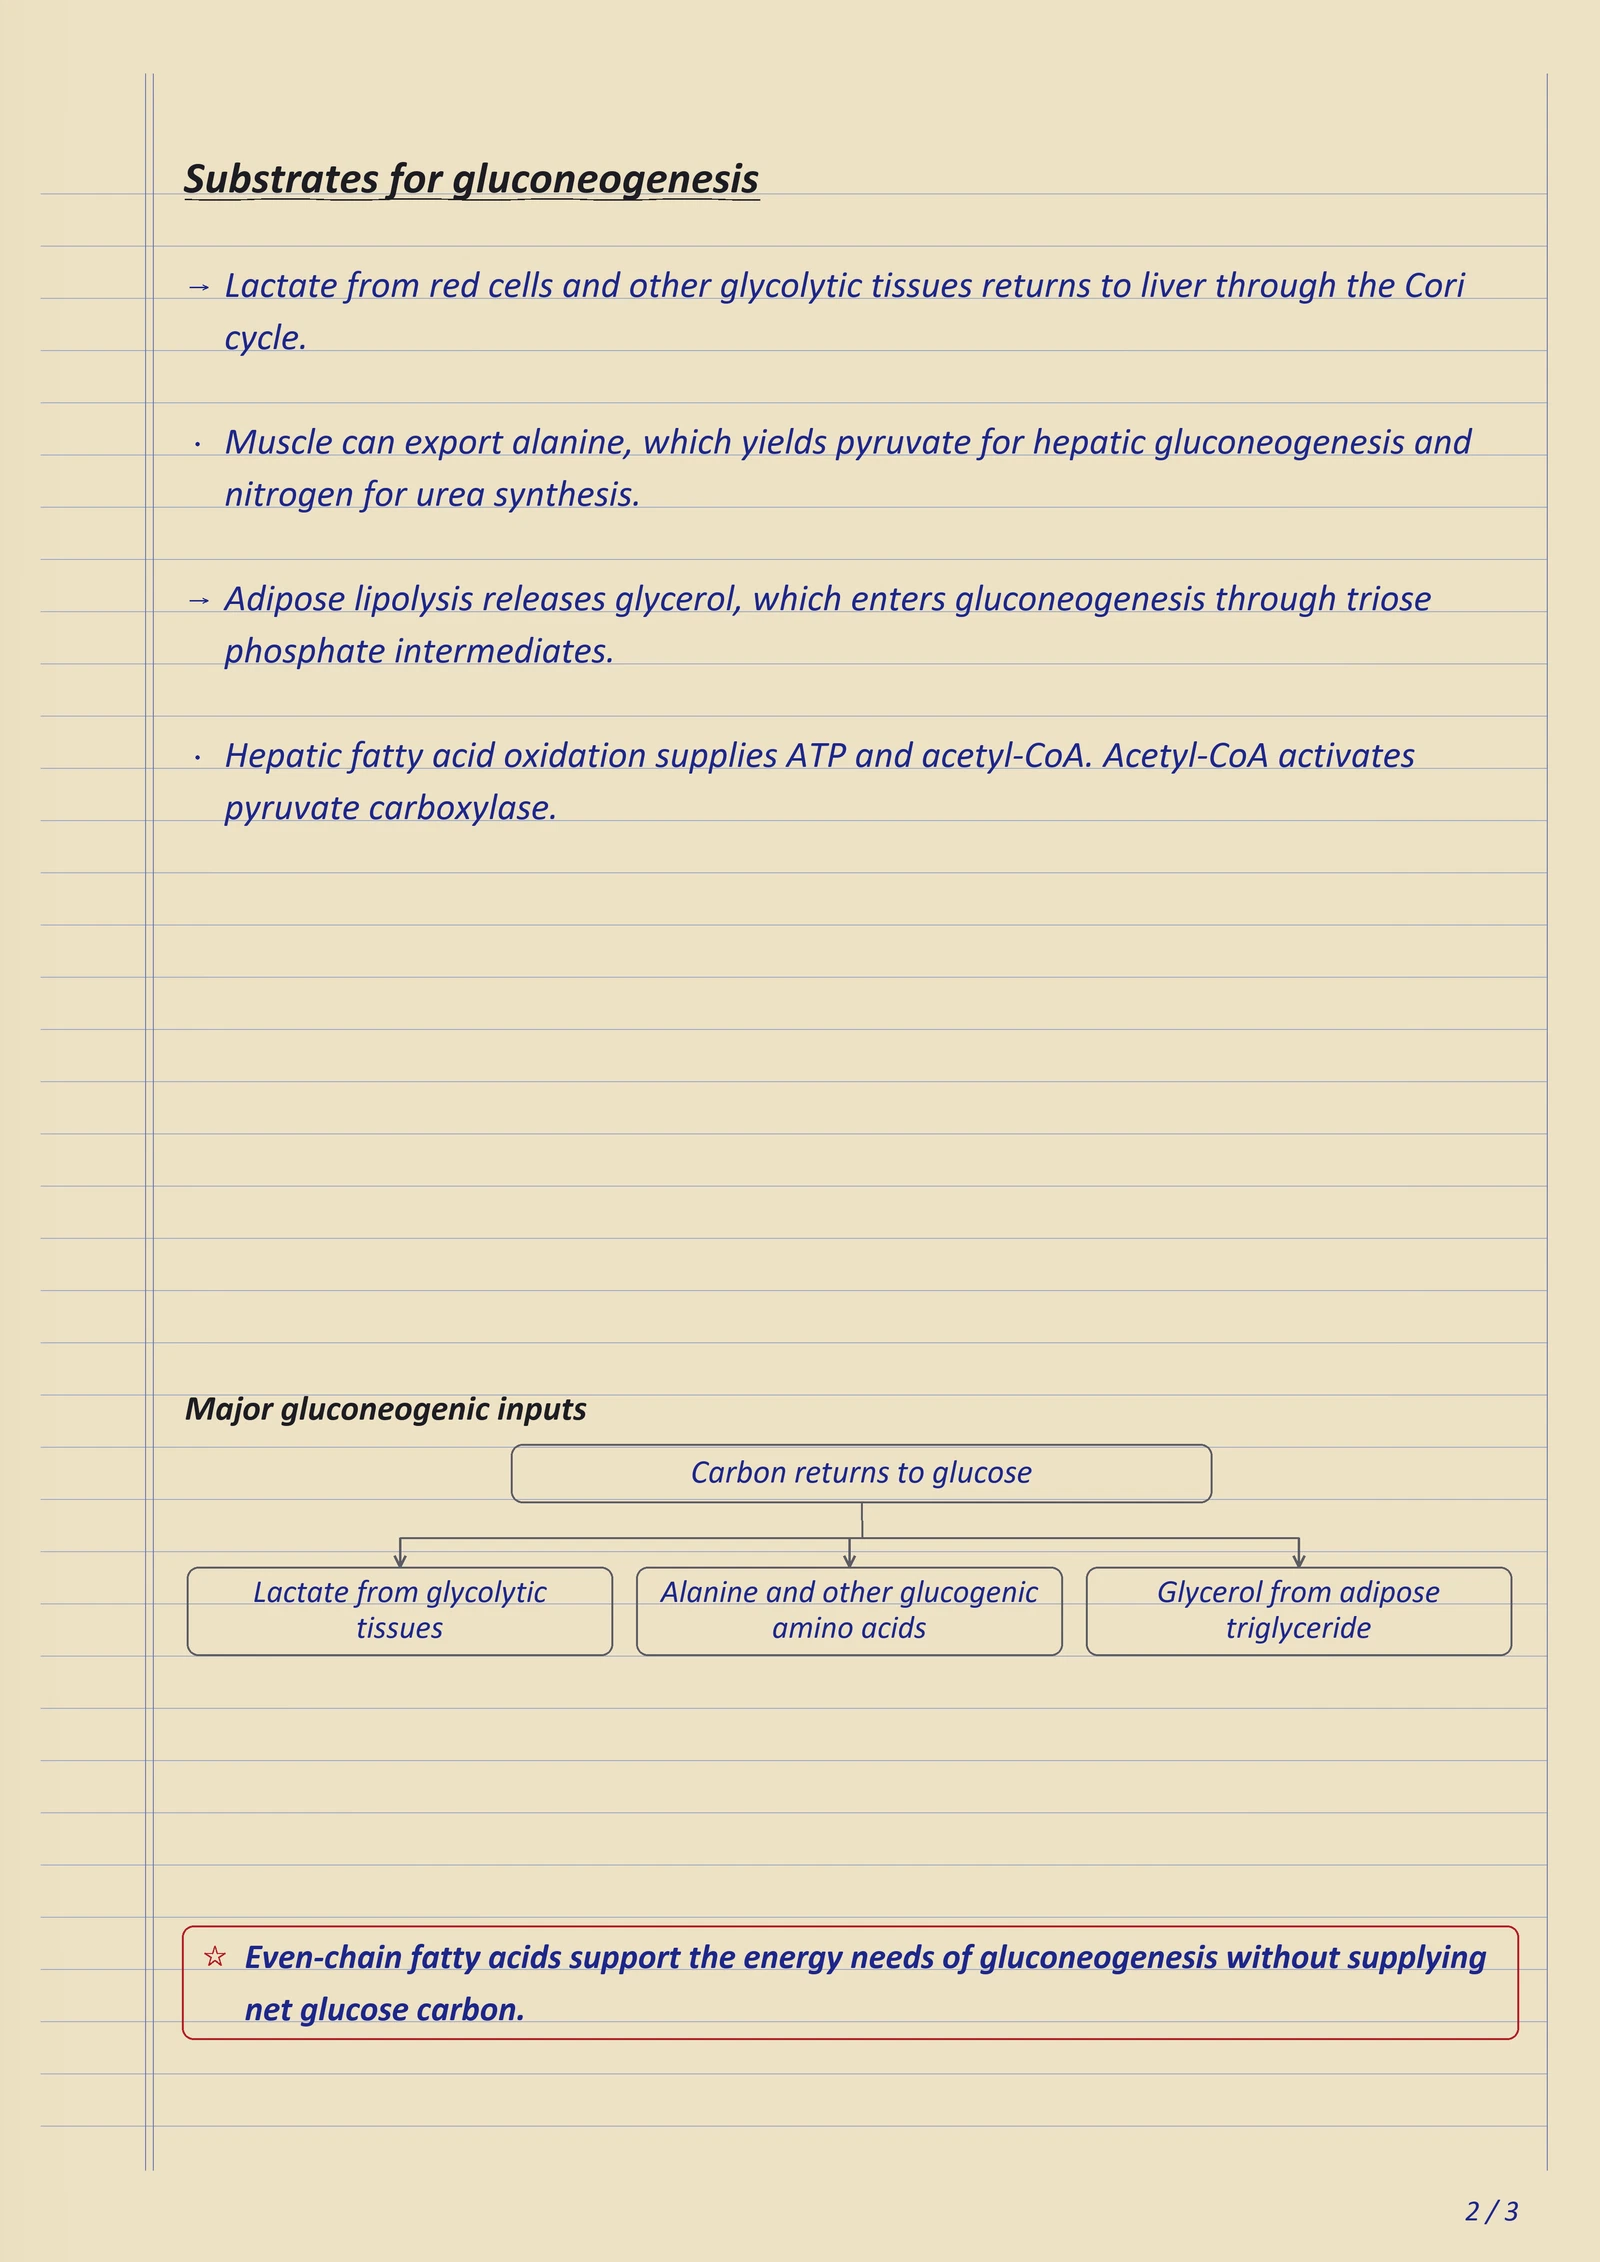 Substrates for gluconeogenesis
→ Lactate from red cells and other glycolytic tissues returns to liver through the Cori
cycle.
· Muscle can export alanine, which yields pyruvate for hepatic gluconeogenesis and
nitrogen for urea synthesis.
→ Adipose lipolysis releases glycerol, which enters gluconeogenesis through triose
phosphate intermediates.
· Hepatic fatty acid oxidation supplies ATP and acetyl-CoA. Acetyl-CoA activates
pyruvate carboxylase.
Major gluconeogenic inputs
Carbon returns to glucose
Lactate from glycolytic
tissues
Alanine and other glucogenic
amino acids
Glycerol from adipose
triglyceride
☆ Even-chain fatty acids support the energy needs of gluconeogenesis without supplying
net glucose carbon.
2 / 3